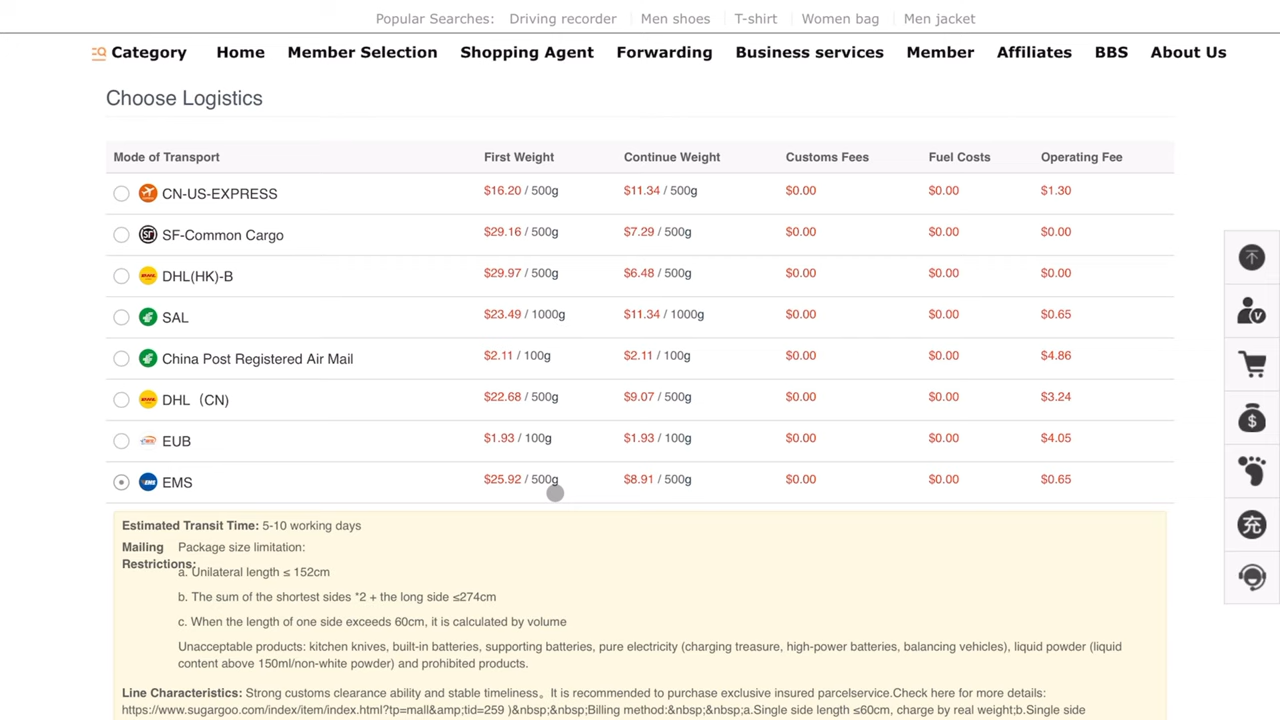 Popular Searches: Driving recorder Men shoes T-shirt Women bag Men jacket
Category Home Member Selection Shopping Agent Forwarding Business services Member Affiliates BBS About Us
Choose Logistics
Mode of Transport First Weight Continue Weight Customs Fees Fuel Costs Operating Fee
CN-US-EXPRESS $16.20 / 500g $11.34 / 500g $0.00 $0.00 $1.30
SF-Common Cargo $29.16 / 500g $7.29 / 500g $0.00 $0.00 $0.00
DHL(HK)-B $29.97 / 500g $6.48 / 500g $0.00 $0.00 $0.00
SAL $23.49 / 1000g $11.34 / 1000g $0.00 $0.00 $0.65
China Post Registered Air Mail $2.11 / 100g $2.11 / 100g $0.00 $0.00 $4.86
DHL（CN) $22.68 / 500g $9.07 / 500g $0.00 $0.00 $3.24
EUB $1.93 / 100g $1.93 / 100g $0.00 $0.00 $4.05
EMS $25.92 / 500g $8.91 / 500g $0.00 $0.00 $0.65
Estimated Transit Time: 5-10 working days
Mailing Restrictions: Package size limitation:
a. Unilateral length ≤ 152cm
b. The sum of the shortest sides *2 + the long side ≤274cm
c. When the length of one side exceeds 60cm, it is calculated by volume
Unacceptable products: kitchen knives, built-in batteries, supporting batteries, pure electricity (charging treasure, high-power batteries, balancing vehicles), liquid powder (liquid
content above 150ml/non-white powder) and prohibited products.
Line Characteristics: Strong customs clearance ability and stable timeliness。It is recommended to purchase exclusive insured parcelservice.Check here for more details:
https://www.sugargoo.com/index/item/index.html?tp=mall&amp;tid=259 )&nbsp;&nbsp;Billing method:&nbsp;&nbsp;a.Single side length ≤60cm, charge by real weight;b.Single side
充